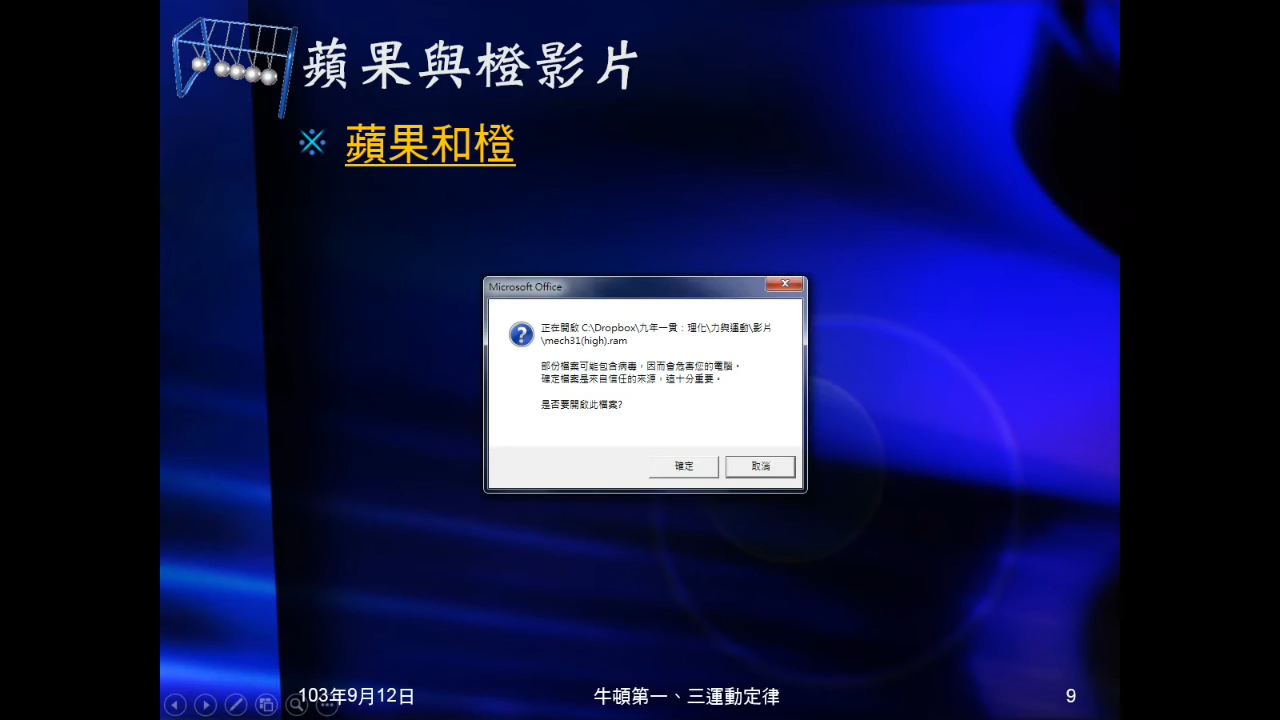 蘋果與橙影片
※ 蘋果和橙
Microsoft Office
正在開啟 C:\Dropbox\九年一貫：理化\力與運動\影片
\mech31(high).ram
部份檔案可能包含病毒，因而會危害您的電腦。
確定檔案是來自信任的來源，這十分重要。
是否要開啟此檔案?
確定
取消
103年9月12日
牛頓第一、三運動定律
9